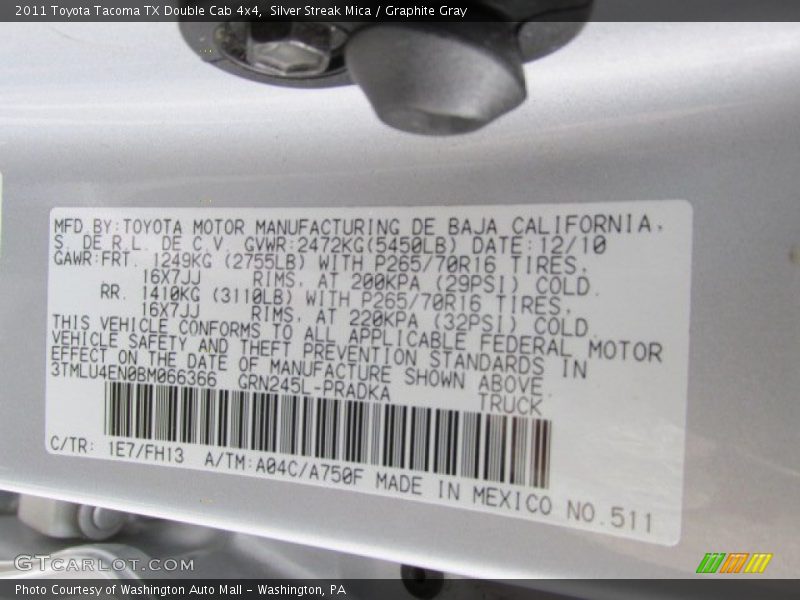 2011 Toyota Tacoma TX Double Cab 4x4,  Silver Streak Mica / Graphite Gray
MFD BY:TOYOTA MOTOR MANUFACTURING DE BAJA CALIFORNIA,
S. DE R.L. DE C.V. GVWR:2472KG(5450LB) DATE:12/10
GAWR:FRT. 1249KG (2755LB) WITH P265/70R16 TIRES,
16X7JJ RIMS, AT 200KPA (29PSI) COLD.
RR. 1410KG (3110LB) WITH P265/70R16 TIRES,
16X7JJ RIMS, AT 220KPA (32PSI) COLD.
THIS VEHICLE CONFORMS TO ALL APPLICABLE FEDERAL MOTOR
VEHICLE SAFETY AND THEFT PREVENTION STANDARDS IN
EFFECT ON THE DATE OF MANUFACTURE SHOWN ABOVE.
3TMLU4EN0BM066366 GRN245L-PRADKA TRUCK
C/TR: 1E7/FH13 A/TM:A04C/A750F MADE IN MEXICO NO.511
GTCARLOT.COM
Photo Courtesy of Washington Auto Mall - Washington, PA